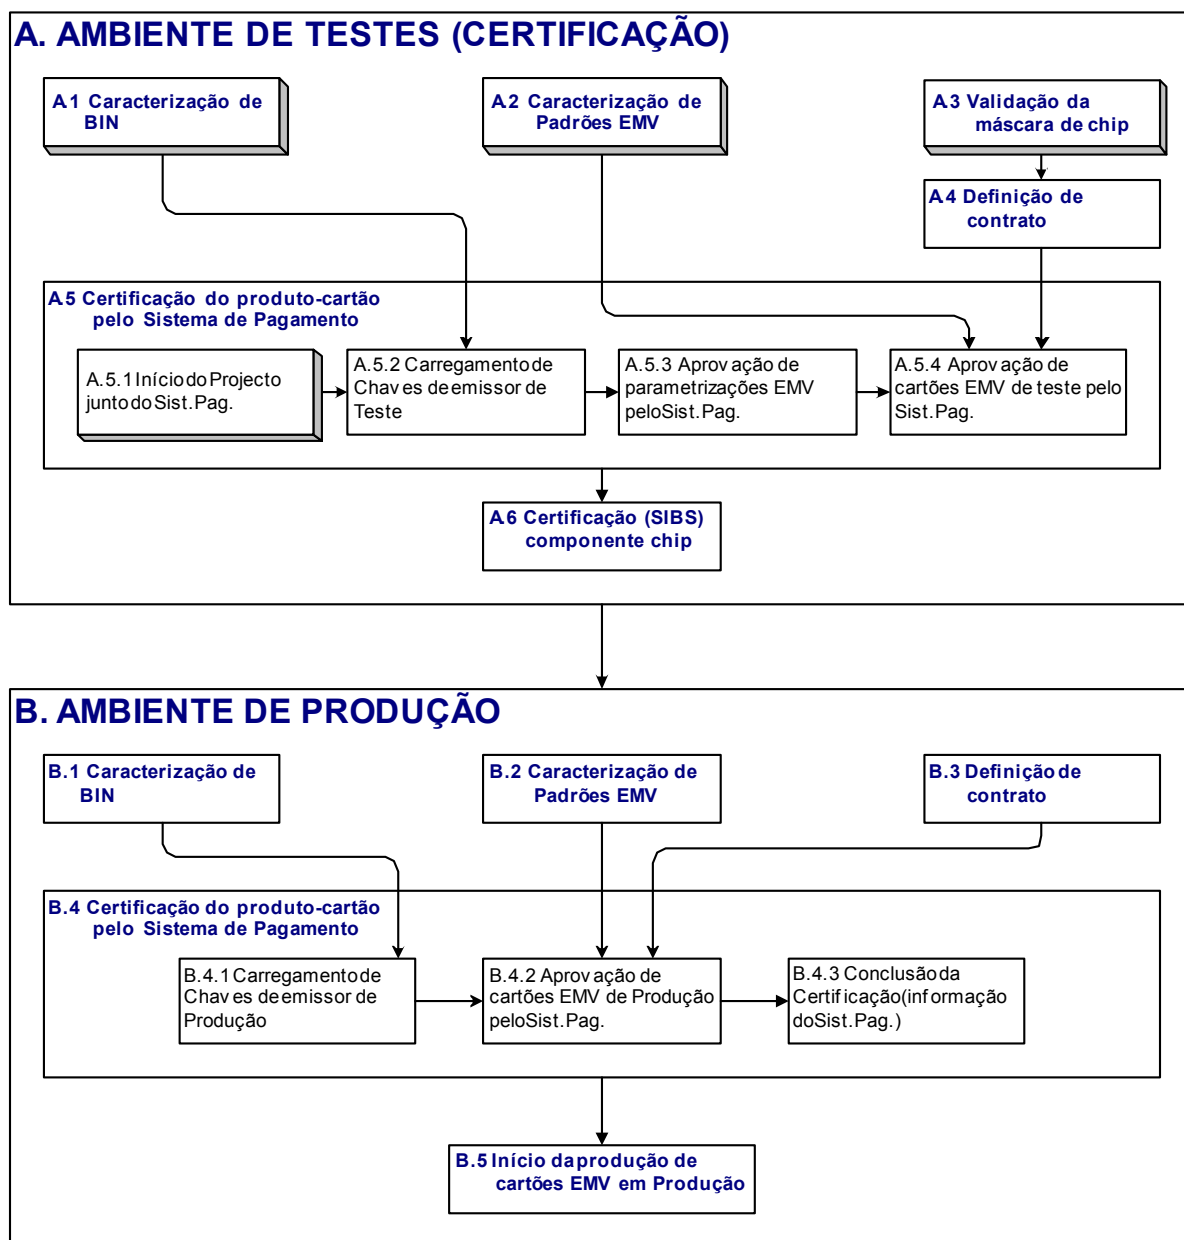 A. AMBIENTE DE TESTES (CERTIFICAÇÃO)
A.1 Caracterização de
BIN
A.2 Caracterização de
Padrões EMV
A.3 Validação da
máscara de chip
A.4 Definição de
contrato
A.5 Certificação do produto-cartão
pelo Sistema de Pagamento
A.5.1 Início do Projecto
junto do Sist.Pag.
A.5.2 Carregamento de
Chaves de emissor de
Teste
A.5.3 Aprovação de
parametrizações EMV
pelo Sist.Pag.
A.5.4 Aprovação de
cartões EMV de teste pelo
Sist.Pag.
A.6 Certificação (SIBS)
componente chip
B. AMBIENTE DE PRODUÇÃO
B.1 Caracterização de
BIN
B.2 Caracterização de
Padrões EMV
B.3 Definição de
contrato
B.4 Certificação do produto-cartão
pelo Sistema de Pagamento
B.4.1 Carregamento de
Chaves de emissor de
Produção
B.4.2 Aprovação de
cartões EMV de Produção
pelo Sist.Pag.
B.4.3 Conclusão da
Certificação (informação
do Sist.Pag.)
B.5 Início da produção de
cartões EMV em Produção